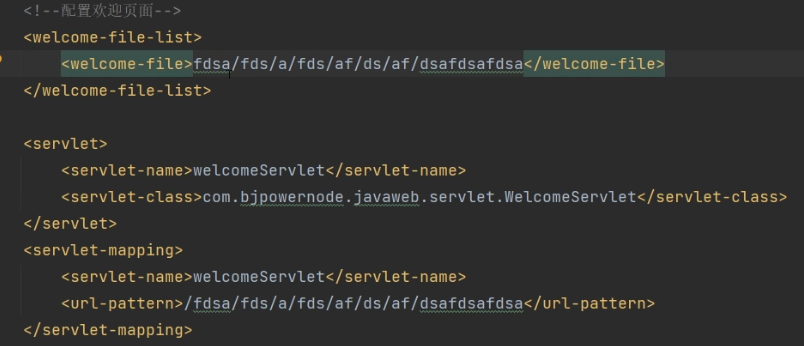 <!--配置欢迎页面-->
<welcome-file-list>
<welcome-file>fdsa/fds/a/fds/af/ds/af/dsafdsafdsa</welcome-file>
</welcome-file-list>
<servlet>
<servlet-name>welcomeServlet</servlet-name>
<servlet-class>com.bjpowernode.javaweb.servlet.WelcomeServlet</servlet-class>
</servlet>
<servlet-mapping>
<servlet-name>welcomeServlet</servlet-name>
<url-pattern>/fdsa/fds/a/fds/af/ds/af/dsafdsafdsa</url-pattern>
</servlet-mapping>